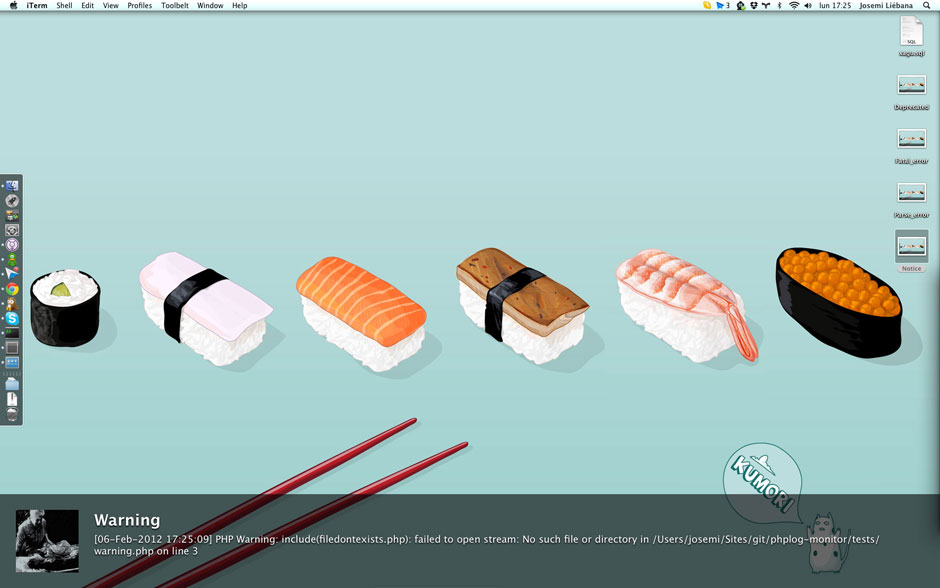 iTerm Shell Edit View Profiles Toolbelt Window Help 3 lun 17:25 Josemi Liébana
SQL
Deprecated
Fatal_error
Parse_error
Notice
KUMORI
Warning
[06-Feb-2012 17:25:09] PHP Warning: include(filedontexists.php): failed to open stream: No such file or directory in /Users/josemi/Sites/git/phplog-monitor/tests/
warning.php on line 3